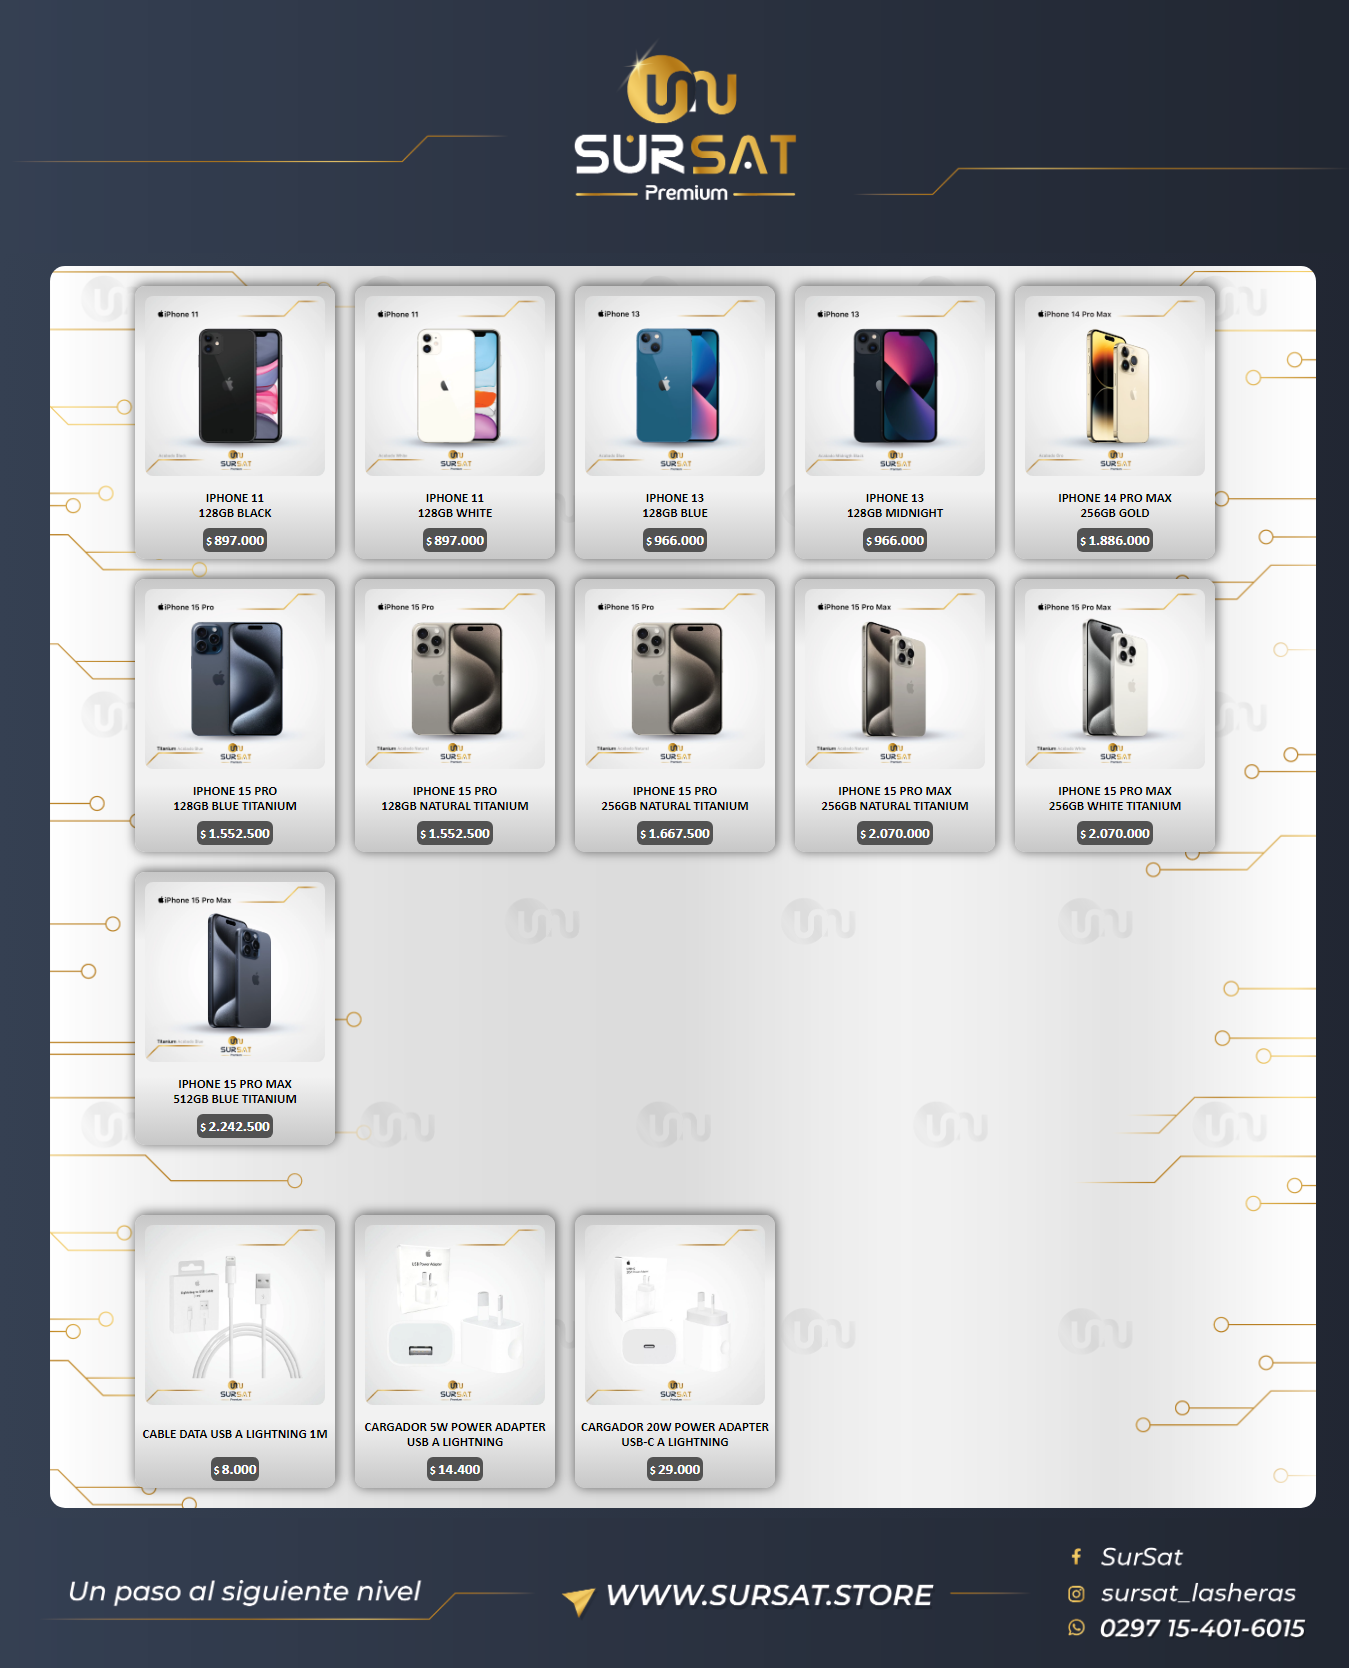 SURSAT
Premium
iPhone 11
SURSAT
IPHONE 11
128GB BLACK
$ 897.000
iPhone 11
SURSAT
IPHONE 11
128GB WHITE
$ 897.000
iPhone 13
SURSAT
IPHONE 13
128GB BLUE
$ 966.000
iPhone 13
SURSAT
IPHONE 13
128GB MIDNIGHT
$ 966.000
iPhone 14 Pro Max
SURSAT
IPHONE 14 PRO MAX
256GB GOLD
$ 1.886.000
iPhone 15 Pro
Titanium
SURSAT
IPHONE 15 PRO
128GB BLUE TITANIUM
$ 1.552.500
iPhone 15 Pro
Titanium
SURSAT
IPHONE 15 PRO
128GB NATURAL TITANIUM
$ 1.552.500
iPhone 15 Pro
Titanium
SURSAT
IPHONE 15 PRO
256GB NATURAL TITANIUM
$ 1.667.500
iPhone 15 Pro Max
Titanium
SURSAT
IPHONE 15 PRO MAX
256GB NATURAL TITANIUM
$ 2.070.000
iPhone 15 Pro Max
Titanium
SURSAT
IPHONE 15 PRO MAX
256GB WHITE TITANIUM
$ 2.070.000
iPhone 15 Pro Max
Titanium
SURSAT
IPHONE 15 PRO MAX
512GB BLUE TITANIUM
$ 2.242.500
SURSAT
CABLE DATA USB A LIGHTNING 1M
$ 8.000
USB Power Adapter
SURSAT
CARGADOR 5W POWER ADAPTER
USB A LIGHTNING
$ 14.400
SURSAT
CARGADOR 20W POWER ADAPTER
USB-C A LIGHTNING
$ 29.000
Un paso al siguiente nivel
WWW.SURSAT.STORE
SurSat
sursat_lasheras
0297 15-401-6015